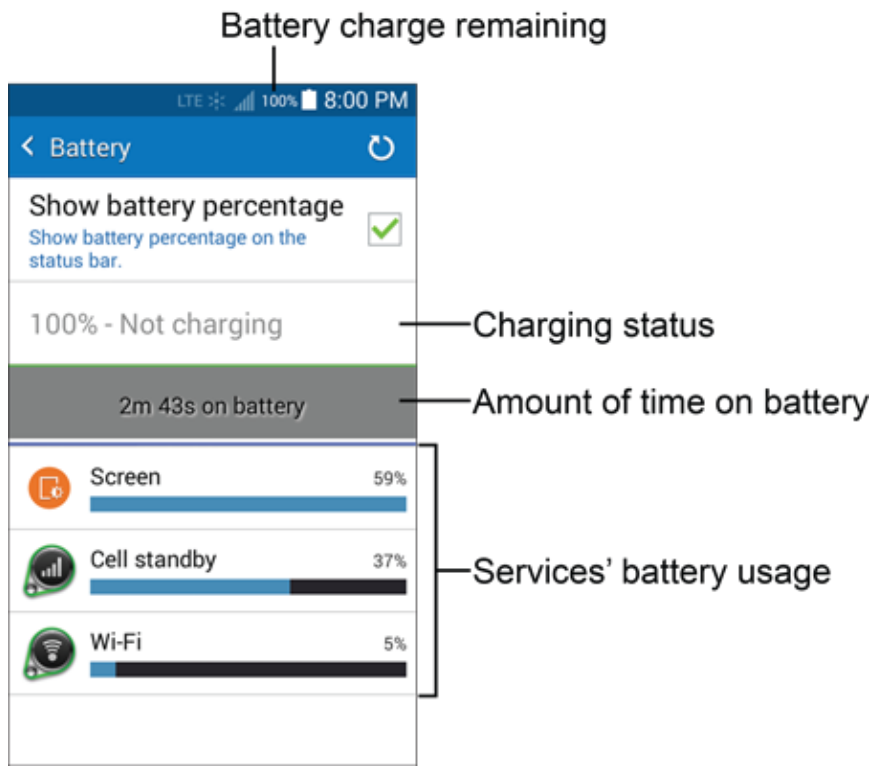 Battery charge remaining
LTE 100% 8:00 PM
Battery
Show battery percentage
Show battery percentage on the
status bar.
100% - Not charging
Charging status
2m 43s on battery
Amount of time on battery
Screen 59%
Cell standby 37%
Services’ battery usage
Wi-Fi 5%